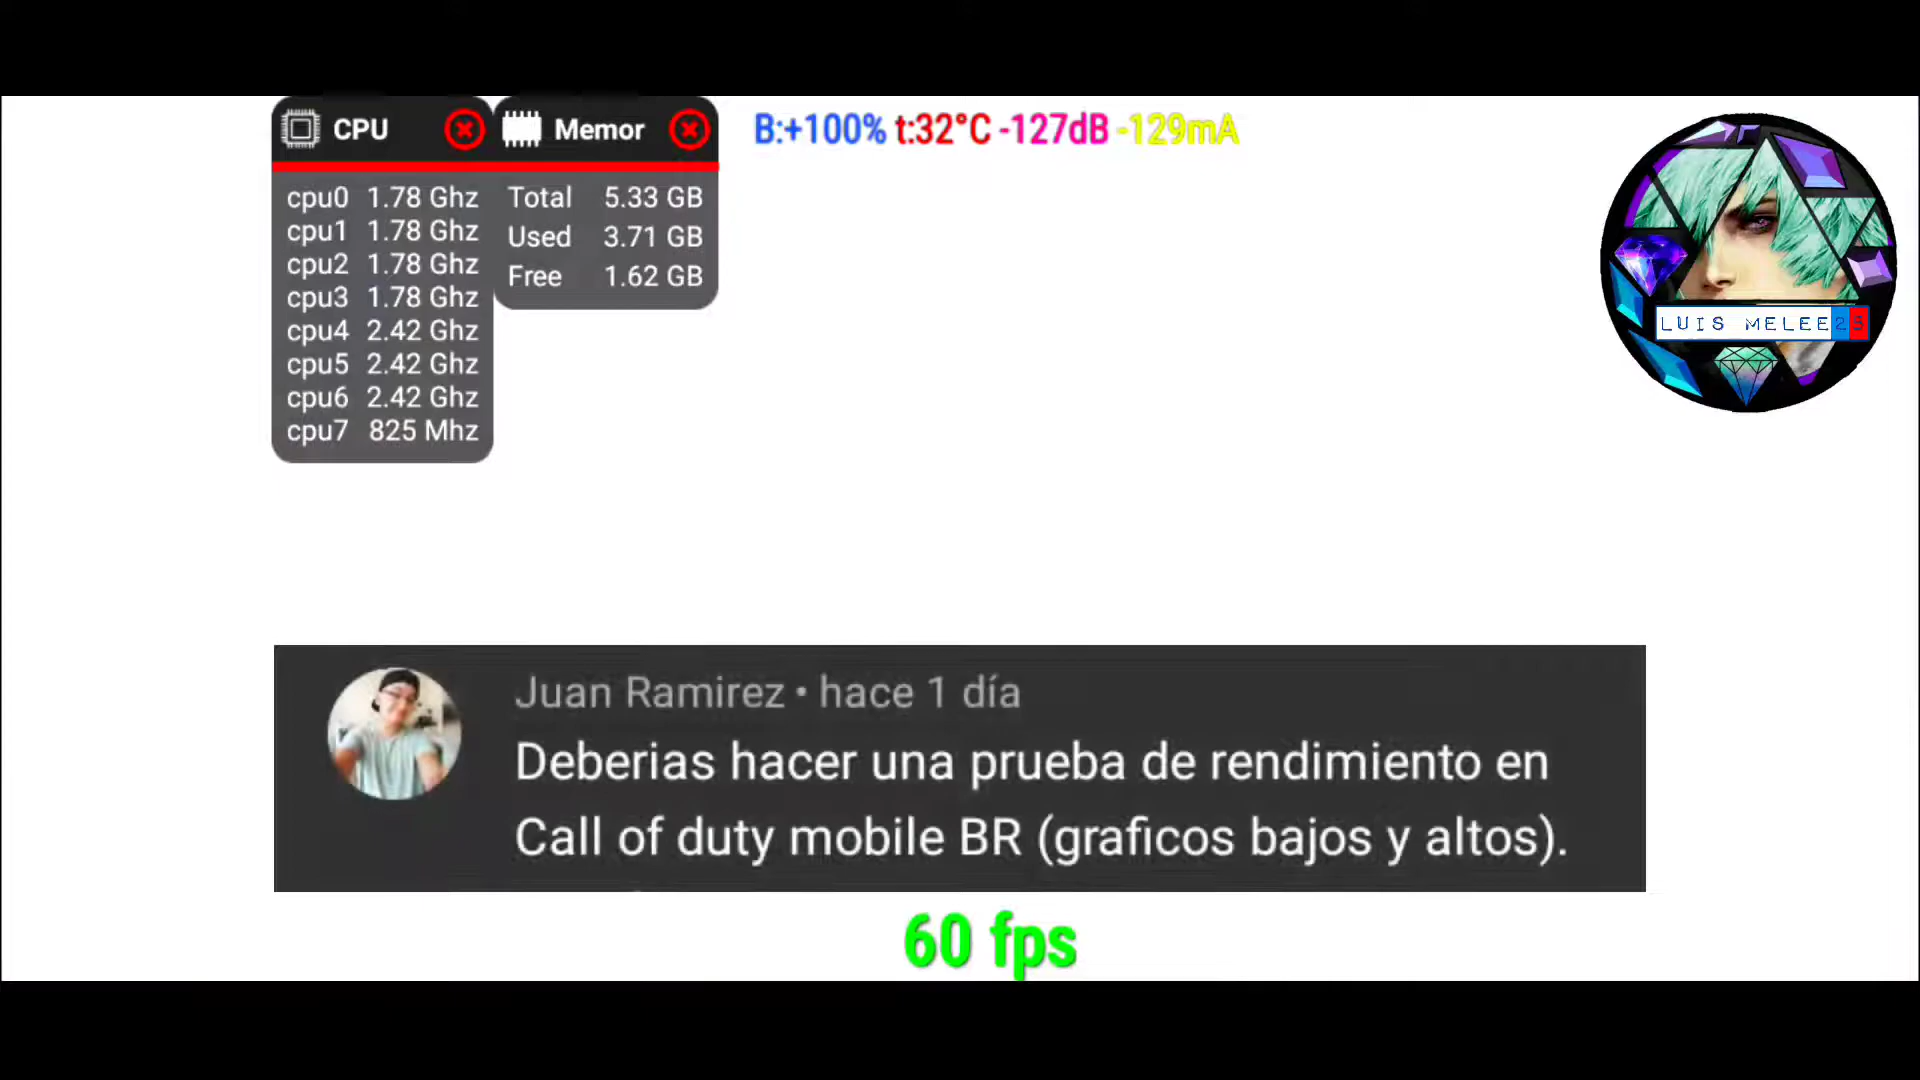 CPU
cpu0 1.78 Ghz
cpu1 1.78 Ghz
cpu2 1.78 Ghz
cpu3 1.78 Ghz
cpu4 2.42 Ghz
cpu5 2.42 Ghz
cpu6 2.42 Ghz
cpu7 825 Mhz
Memor
Total 5.33 GB
Used 3.71 GB
Free 1.62 GB
B:+100% t:32°C -127dB -129mA
LUIS MELEE25
Juan Ramirez • hace 1 día
Deberias hacer una prueba de rendimiento en
Call of duty mobile BR (graficos bajos y altos).
60 fps